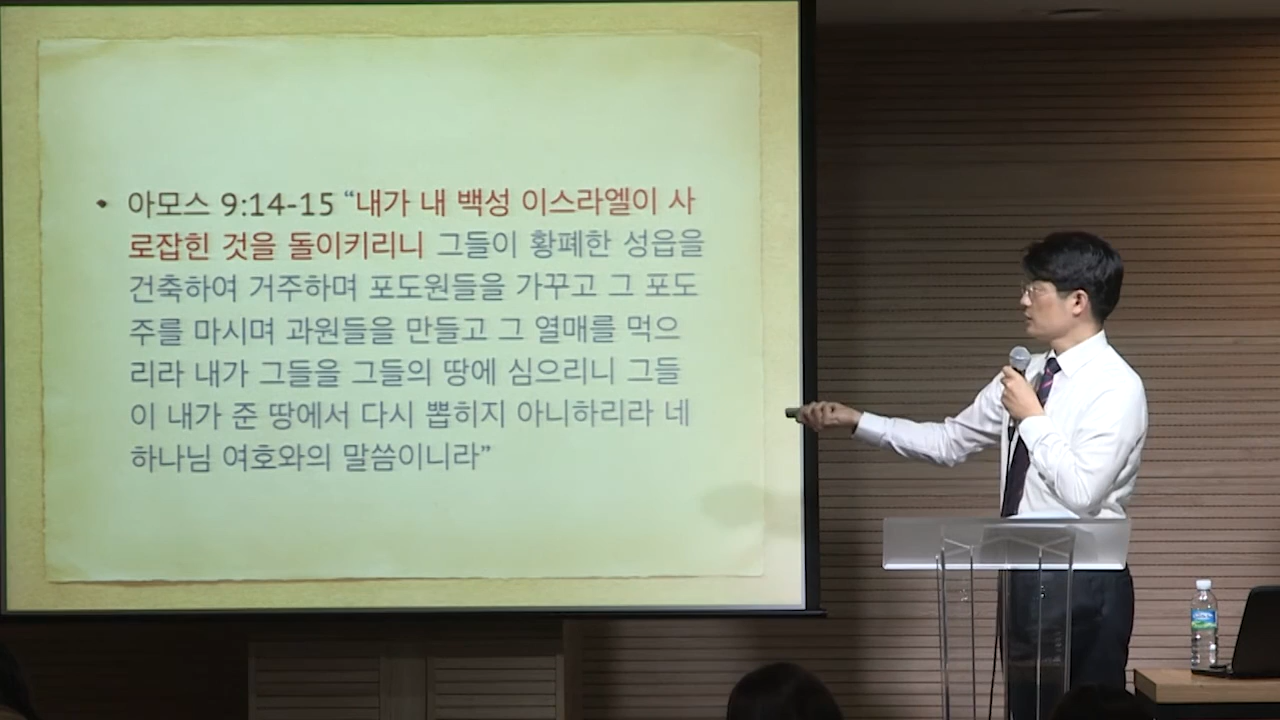 • 아모스 9:14-15 “내가 내 백성 이스라엘이 사
로잡힌 것을 돌이키리니 그들이 황폐한 성읍을
건축하여 거주하며 포도원들을 가꾸고 그 포도
주를 마시며 과원들을 만들고 그 열매를 먹으
리라 내가 그들을 그들의 땅에 심으리니 그들
이 내가 준 땅에서 다시 뽑히지 아니하리라 네
하나님 여호와의 말씀이니라”